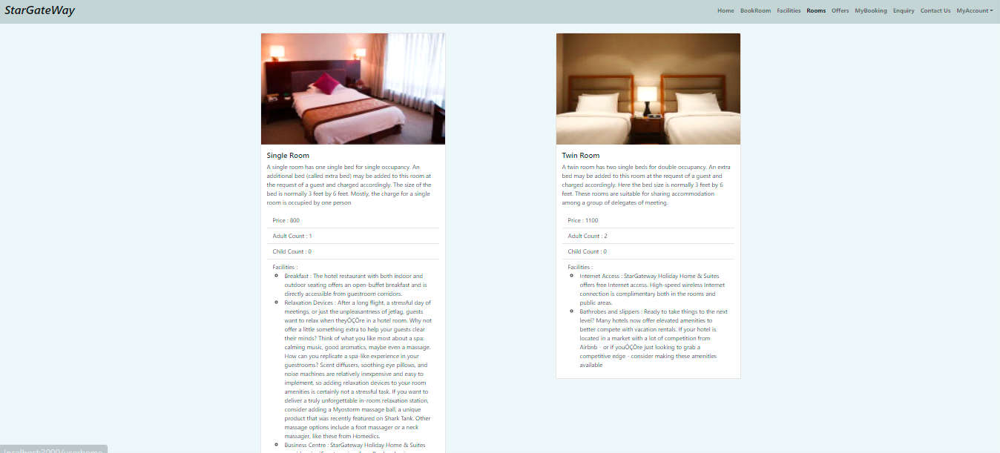 StarGateWay
Home BookRoom Facilities Rooms Offers MyBooking Enquiry Contact Us MyAccount
Single Room
A single room has one single bed for single occupancy. An
additional bed (called extra bed) may be added to this room at
the request of a guest and charged accordingly. The size of the
bed is normally 3 feet by 6 feet. Mostly, the charge for a single
room is occupied by one person
Price : 800
Adult Count : 1
Child Count : 0
Facilities :
Breakfast : The hotel restaurant with both indoor and
outdoor seating offers an open-buffet breakfast and is
directly accessible from guestroom corridors.
Relaxation Devices : After a long flight, a stressful day of
meetings, or just the unpleasantness of jetlag, guests
want to relax when theyÔÇÖre in a hotel room. Why not
offer a little something extra to help your guests clear
their minds? Think of what you like most about a spa:
calming music, good aromatics, maybe even a massage.
How can you replicate a spa-like experience in your
guestrooms? Scent diffusers, soothing eye pillows, and
noise machines are relatively inexpensive and easy to
implement, so adding relaxation devices to your room
amenities is certainly not a stressful task. If you want to
deliver a truly unforgettable in-room relaxation station,
consider adding a Myostorm massage ball, a unique
product that was recently featured on Shark Tank. Other
massage options include a foot massager or a neck
massager, like these from Homedics.
Business Centre : StarGateway Holiday Home & Suites
Twin Room
A twin room has two single beds for double occupancy. An extra
bed may be added to this room at the request of a guest and
charged accordingly. Here the bed size is normally 3 feet by 6
feet. These rooms are suitable for sharing accommodation
among a group of delegates of meeting.
Price : 1100
Adult Count : 2
Child Count : 0
Facilities :
Internet Access : StarGateway Holiday Home & Suites
offers free Internet access. High-speed wireless Internet
connection is complimentary both in the rooms and
public areas.
Bathrobes and slippers : Ready to take things to the next
level? Many hotels now offer elevated amenities to
better compete with vacation rentals. If your hotel is
located in a market with a lot of competition from
Airbnb - or if youÔÇÖre just looking to grab a
competitive edge - consider making these amenities
available